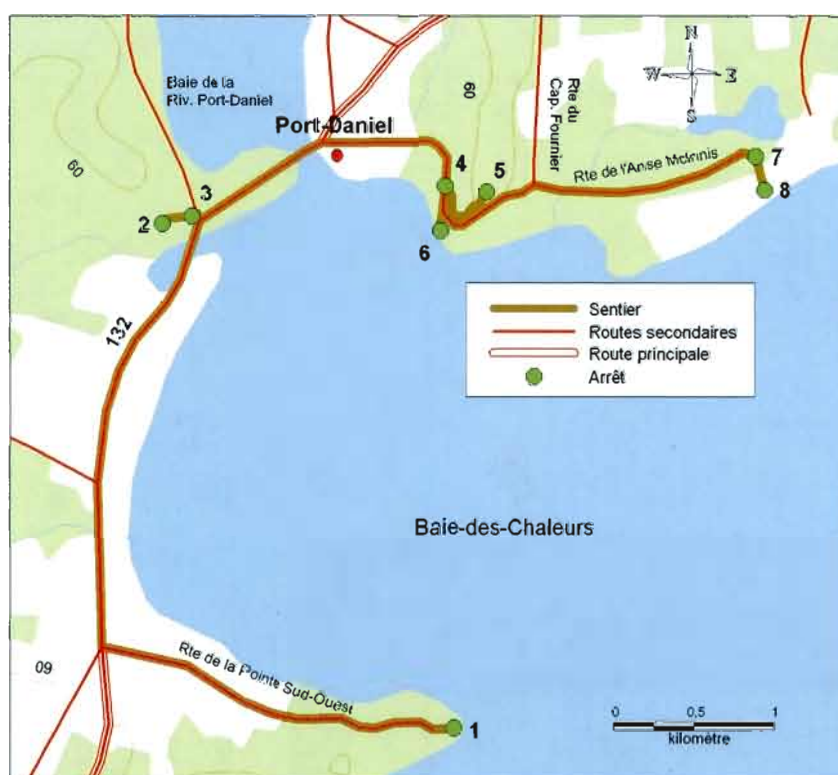 Baie de la
Riv. Port-Daniel
Port-Daniel
N
W
E
S
60
60
Rte du
Cap. Fournier
Rte de l'Anse McInnis
4
5
7
8
3
2
6
132
Sentier
Routes secondaires
Route principale
Arrêt
Baie-des-Chaleurs
60
Rte de la Pointe Sud-Ouest
1
0
0,5
1
kilomètre